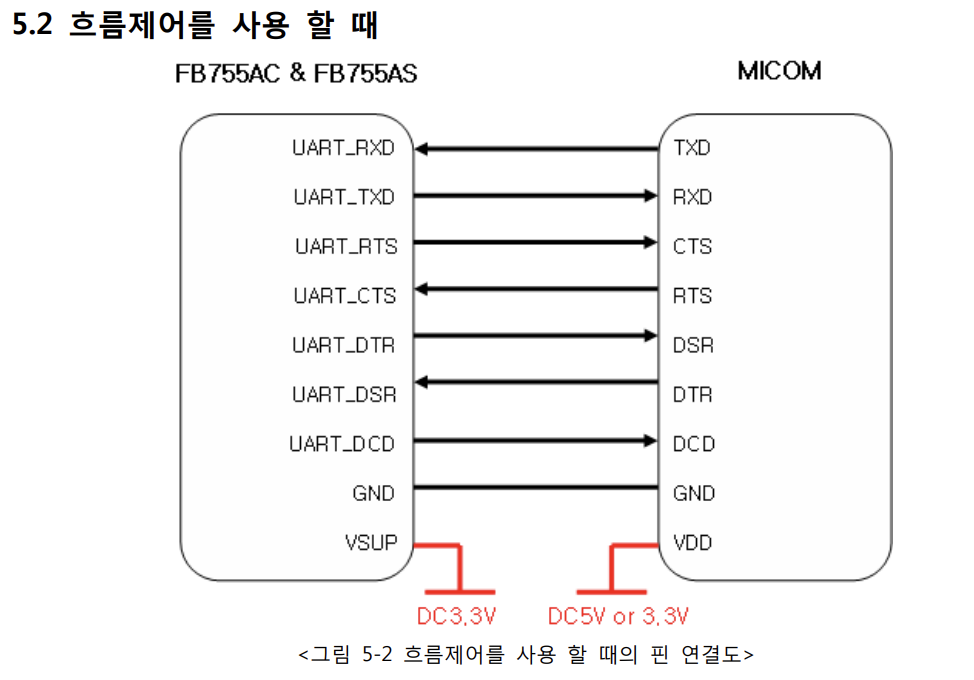 5.2 흐름제어를 사용 할 때
FB755AC & FB755AS
MICOM
UART_RXD
TXD
UART_TXD
RXD
UART_RTS
CTS
UART_CTS
RTS
UART_DTR
DSR
UART_DSR
DTR
UART_DCD
DCD
GND
GND
VSUP
VDD
DC3.3V
DC5V or 3.3V
<그림 5-2 흐름제어를 사용 할 때의 핀 연결도>